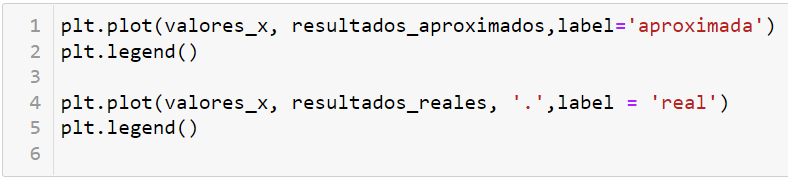 1 plt.plot(valores_x, resultados_aproximados,label='aproximada')
2 plt.legend()
3
4 plt.plot(valores_x, resultados_reales, '.',label = 'real')
5 plt.legend()
6